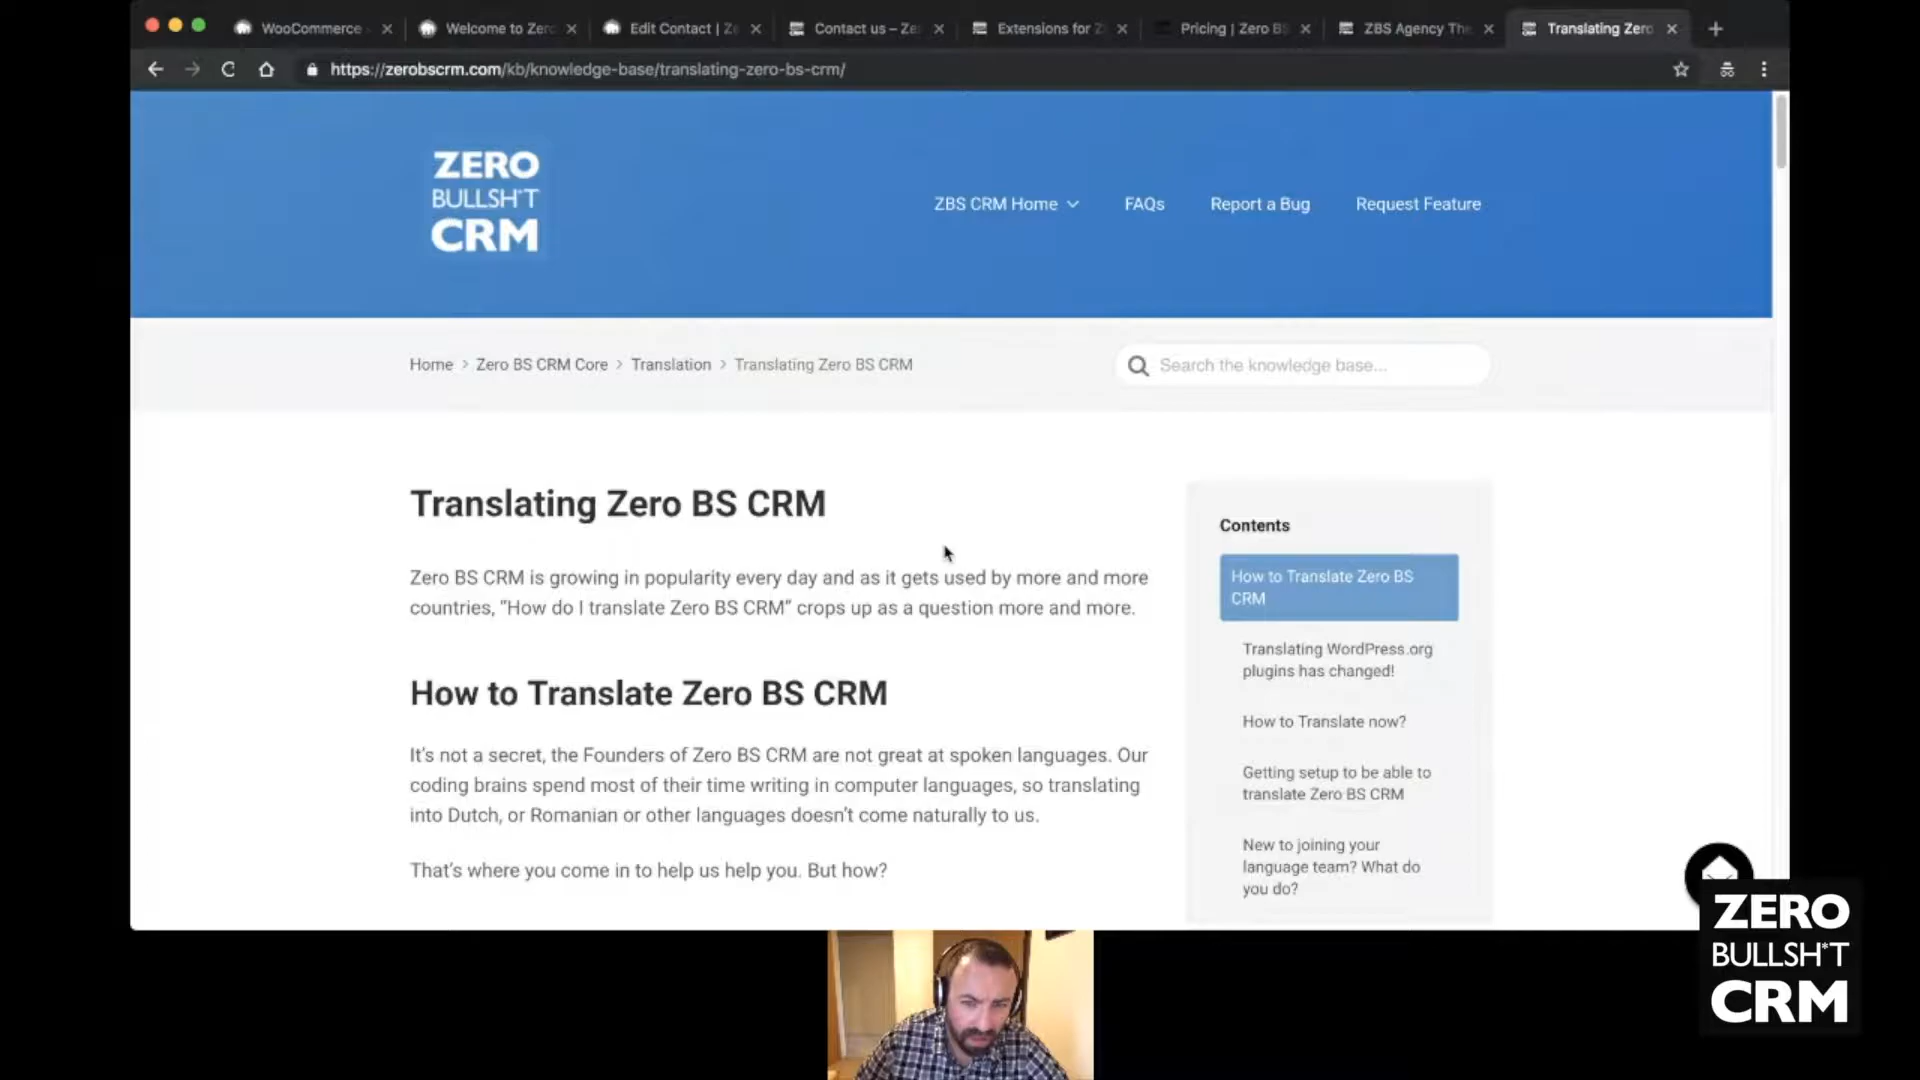 WooCommerce
Welcome to Zero
Edit Contact | Ze
Contact us – Ze
Extensions for Z
Pricing | Zero BS
ZBS Agency The
Translating Zero
https://zerobscrm.com/kb/knowledge-base/translating-zero-bs-crm/
ZERO
BULLSH*T
CRM
ZBS CRM Home
FAQs
Report a Bug
Request Feature
Home > Zero BS CRM Core > Translation > Translating Zero BS CRM
Search the knowledge base...
Translating Zero BS CRM
Zero BS CRM is growing in popularity every day and as it gets used by more and more
countries, “How do I translate Zero BS CRM” crops up as a question more and more.
How to Translate Zero BS CRM
It’s not a secret, the Founders of Zero BS CRM are not great at spoken languages. Our
coding brains spend most of their time writing in computer languages, so translating
into Dutch, or Romanian or other languages doesn’t come naturally to us.
That’s where you come in to help us help you. But how?
Contents
How to Translate Zero BS
CRM
Translating WordPress.org
plugins has changed!
How to Translate now?
Getting setup to be able to
translate Zero BS CRM
New to joining your
language team? What do
you do?
ZERO
BULLSH*T
CRM